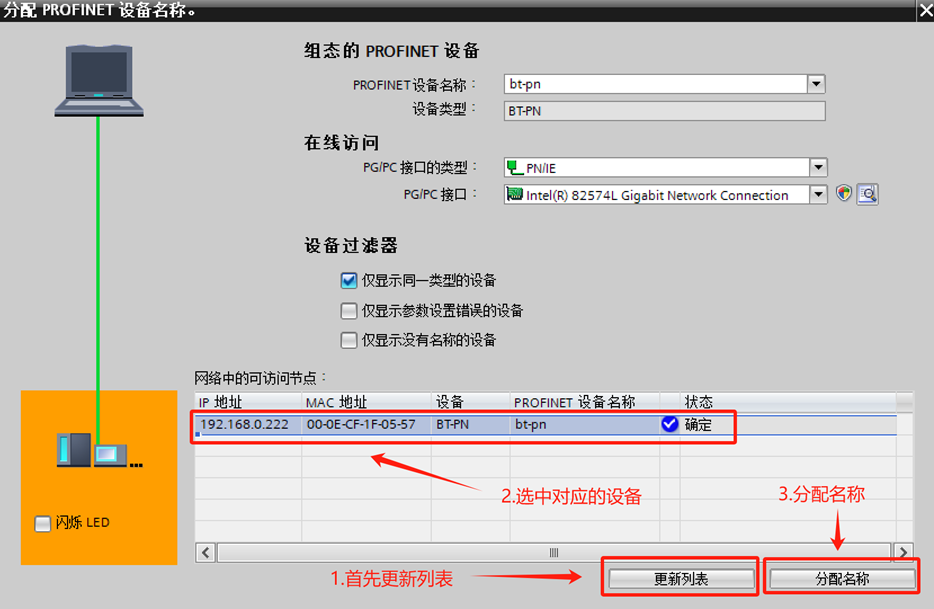 分配 PROFINET 设备名称。
组态的 PROFINET 设备
PROFINET设备名称: bt-pn
设备类型: BT-PN
在线访问
PG/PC 接口的类型: PN/IE
PG/PC 接口: Intel(R) 82574L Gigabit Network Connection
设备过滤器
仅显示同一类型的设备
仅显示参数设置错误的设备
仅显示没有名称的设备
网络中的可访问节点:
IP 地址 MAC 地址 设备 PROFINET 设备名称 状态
192.168.0.222 00-0E-CF-1F-05-57 BT-PN bt-pn 确定
2.选中对应的设备
3.分配名称
闪烁 LED
1.首先更新列表
更新列表
分配名称